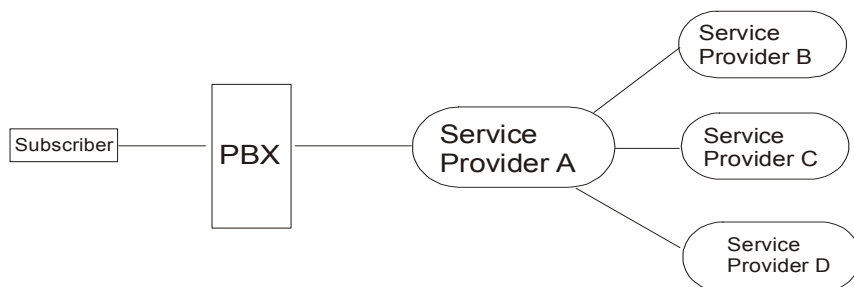 Subscriber
PBX
Service
Provider A
Service
Provider B
Service
Provider C
Service
Provider D